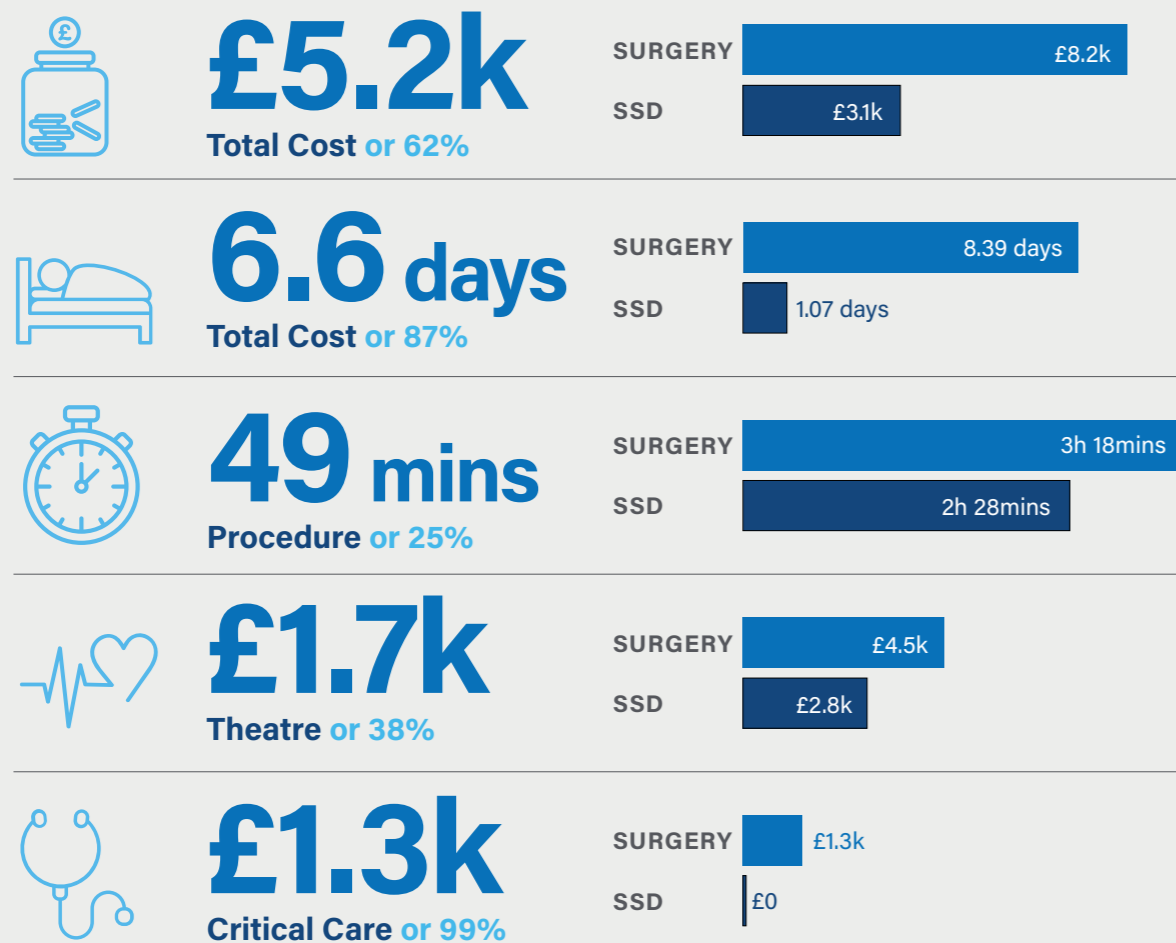 £
£5.2k
Total Cost or 62%
SURGERY £8.2k
SSD £3.1k
6.6 days
Total Cost or 87%
SURGERY 8.39 days
SSD 1.07 days
49 mins
Procedure or 25%
SURGERY 3h 18mins
SSD 2h 28mins
£1.7k
Theatre or 38%
SURGERY £4.5k
SSD £2.8k
£1.3k
Critical Care or 99%
SURGERY £1.3k
SSD £0